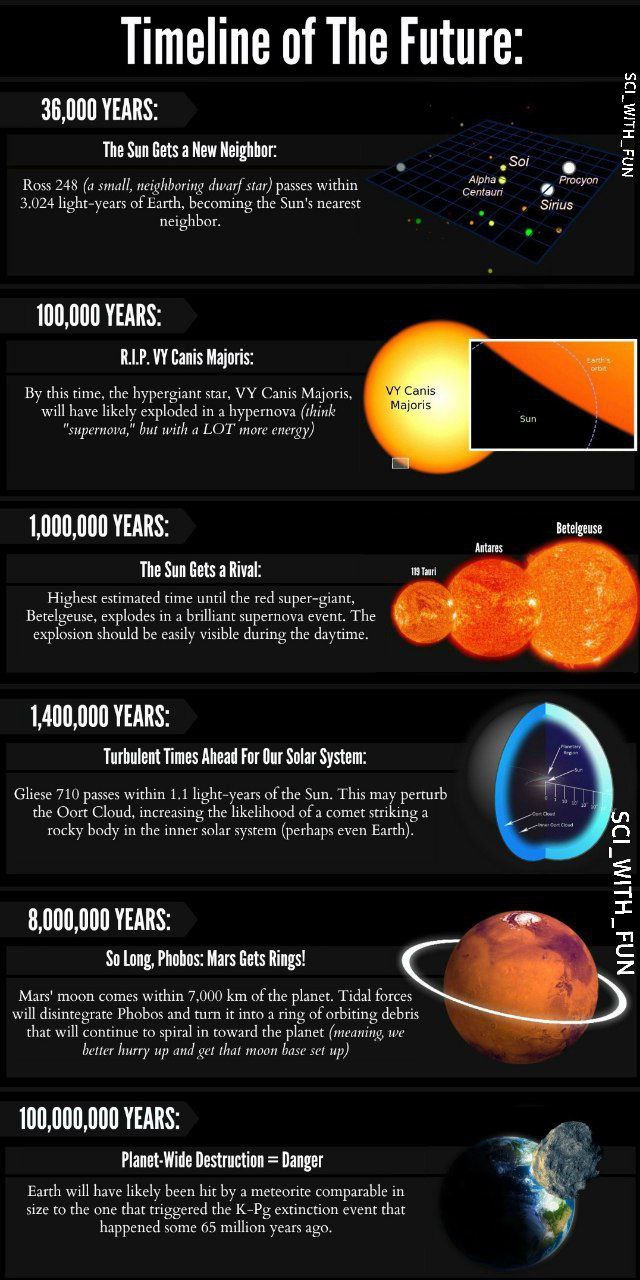 Timeline of The Future:
SCI_WITH_FUN
36,000 YEARS:
The Sun Gets a New Neighbor:
Ross 248 (a small, neighboring dwarf star) passes within
3.024 light-years of Earth, becoming the Sun's nearest
neighbor.
Sol
Alpha
Centauri
Procyon
Sirius
100,000 YEARS:
R.I.P. VY Canis Majoris:
By this time, the hypergiant star, VY Canis Majoris,
will have likely exploded in a hypernova (think
"supernova," but with a LOT more energy)
VY Canis
Majoris
Earth's
orbit
Sun
1,000,000 YEARS:
The Sun Gets a Rival:
Highest estimated time until the red super-giant,
Betelgeuse, explodes in a brilliant supernova event. The
explosion should be easily visible during the daytime.
119 Tauri
Antares
Betelgeuse
1,400,000 YEARS:
Turbulent Times Ahead For Our Solar System:
Gliese 710 passes within 1.1 light-years of the Sun. This may perturb
the Oort Cloud, increasing the likelihood of a comet striking a
rocky body in the inner solar system (perhaps even Earth).
Planetary
Region
Sun
Oort Cloud
Inner Oort Cloud
SCI_WITH_FUN
8,000,000 YEARS:
So Long, Phobos: Mars Gets Rings!
Mars' moon comes within 7,000 km of the planet. Tidal forces
will disintegrate Phobos and turn it into a ring of orbiting debris
that will continue to spiral in toward the planet (meaning, we
better hurry up and get that moon base set up)
100,000,000 YEARS:
Planet-Wide Destruction = Danger
Earth will have likely been hit by a meteorite comparable in
size to the one that triggered the K-Pg extinction event that
happened some 65 million years ago.